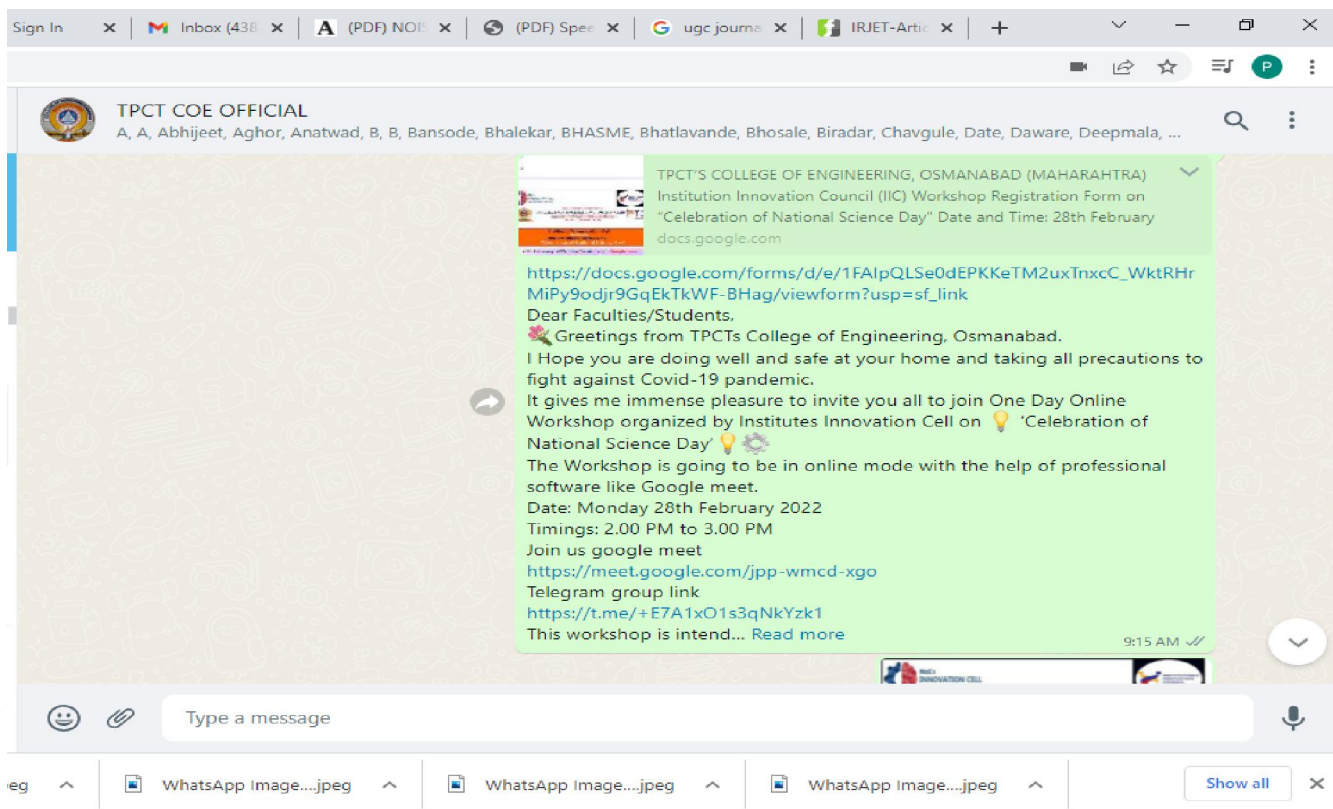 Sign In
Inbox (438
(PDF) NOIS
(PDF) Spee
ugc journa
IRJET-Artic
P
TPCT COE OFFICIAL
A, A, Abhijeet, Aghor, Anatwad, B, B, Bansode, Bhalekar, BHASME, Bhatlavande, Bhosale, Biradar, Chavgule, Date, Daware, Deepmala, ...
TPCT'S COLLEGE OF ENGINEERING, OSMANABAD (MAHARAHTRA)
Institution Innovation Council (IIC) Workshop Registration Form on
"Celebration of National Science Day" Date and Time: 28th February
docs.google.com
https://docs.google.com/forms/d/e/1FAIpQLSe0dEPKKeTM2uxTnxcC_WktRHr
MiPy9odjr9GqEkTkWF-BHag/viewform?usp=sf_link
Dear Faculties/Students,
💐Greetings from TPCTs College of Engineering, Osmanabad.
I Hope you are doing well and safe at your home and taking all precautions to
fight against Covid-19 pandemic.
It gives me immense pleasure to invite you all to join One Day Online
Workshop organized by Institutes Innovation Cell on 💡 'Celebration of
National Science Day' 💡 ⚙️
The Workshop is going to be in online mode with the help of professional
software like Google meet.
Date: Monday 28th February 2022
Timings: 2.00 PM to 3.00 PM
Join us google meet
https://meet.google.com/jpp-wmcd-xgo
Telegram group link
https://t.me/+E7A1xO1s3qNkYzk1
This workshop is intend... Read more
9:15 AM
INNOVATION CELL
Type a message
eg
WhatsApp Image....jpeg
WhatsApp Image....jpeg
WhatsApp Image....jpeg
Show all